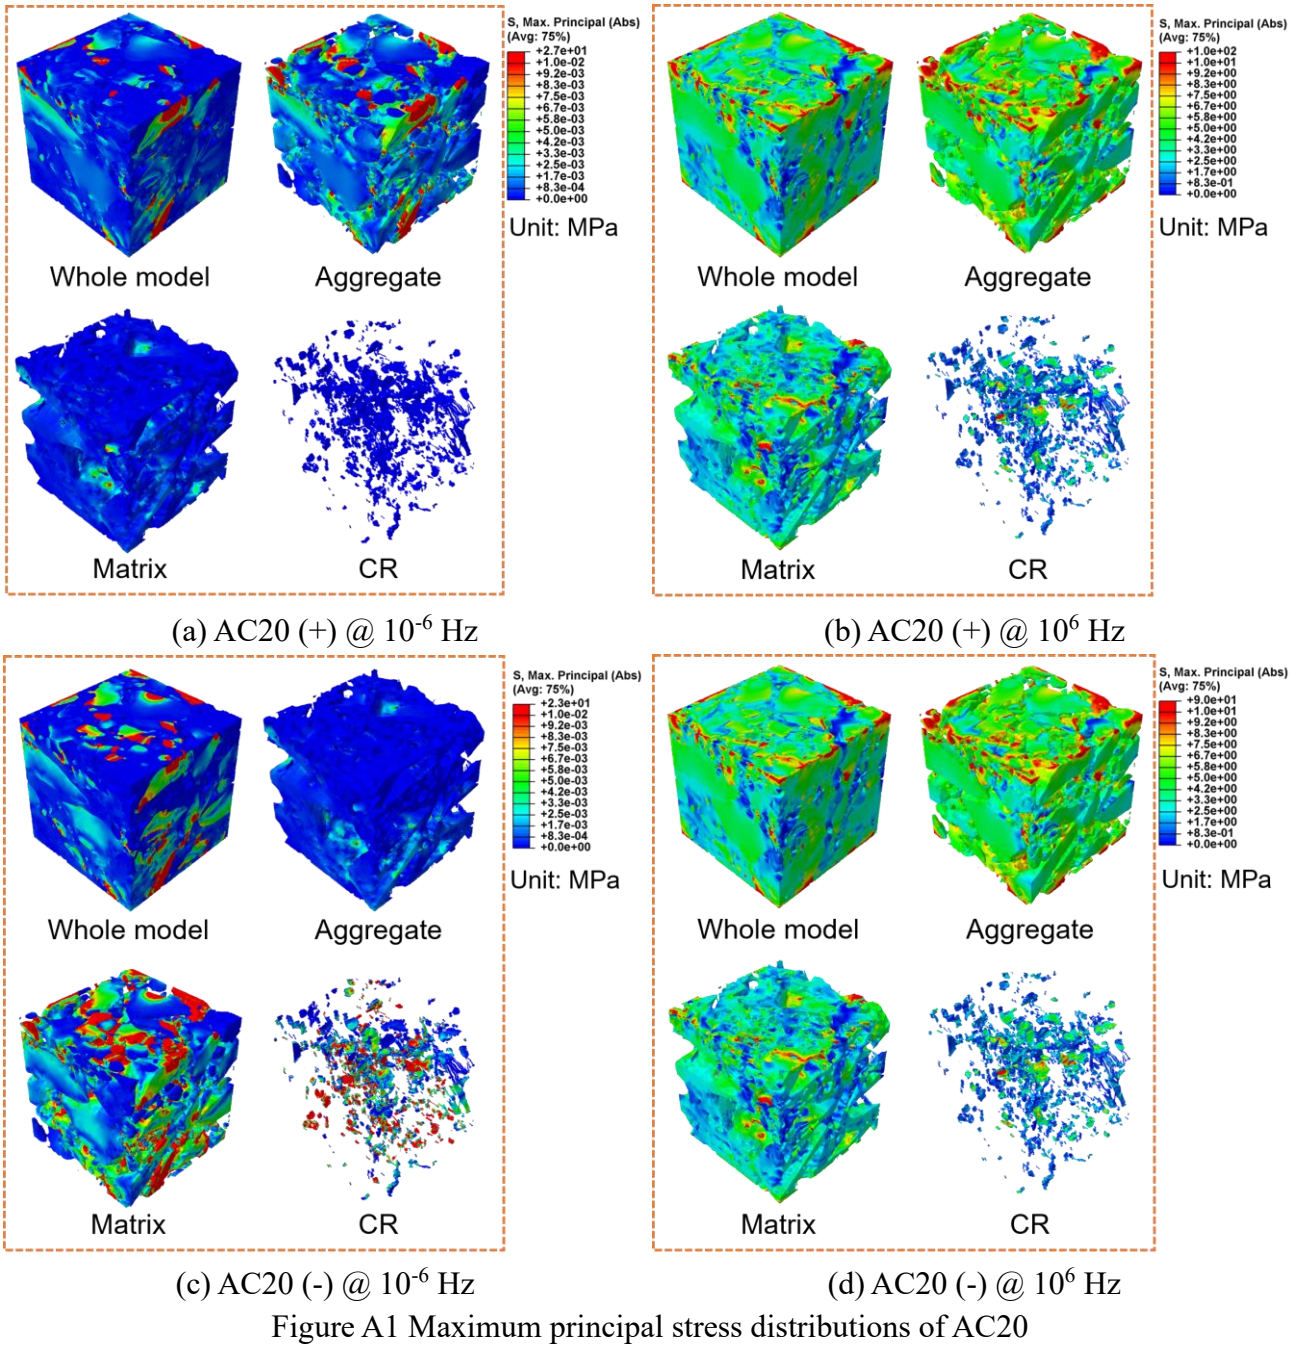 S, Max. Principal (Abs)
(Avg: 75%)
+2.7e+01
+1.0e-02
+9.2e-03
+8.3e-03
+7.5e-03
+6.7e-03
+5.8e-03
+5.0e-03
+4.2e-03
+3.3e-03
+2.5e-03
+1.7e-03
+8.3e-04
+0.0e+00
Unit: MPa
Whole model
Aggregate
Matrix
CR
(a) AC20 (+) @ 10⁻⁶ Hz
S, Max. Principal (Abs)
(Avg: 75%)
+1.0e+02
+1.0e+01
+9.2e+00
+8.3e+00
+7.5e+00
+6.7e+00
+5.8e+00
+5.0e+00
+4.2e+00
+3.3e+00
+2.5e+00
+1.7e+00
+8.3e-01
+0.0e+00
Unit: MPa
Whole model
Aggregate
Matrix
CR
(b) AC20 (+) @ 10⁶ Hz
S, Max. Principal (Abs)
(Avg: 75%)
+2.3e+01
+1.0e-02
+9.2e-03
+8.3e-03
+7.5e-03
+6.7e-03
+5.8e-03
+5.0e-03
+4.2e-03
+3.3e-03
+2.5e-03
+1.7e-03
+8.3e-04
+0.0e+00
Unit: MPa
Whole model
Aggregate
Matrix
CR
(c) AC20 (-) @ 10⁻⁶ Hz
S, Max. Principal (Abs)
(Avg: 75%)
+9.0e+01
+1.0e+01
+9.2e+00
+8.3e+00
+7.5e+00
+6.7e+00
+5.8e+00
+5.0e+00
+4.2e+00
+3.3e+00
+2.5e+00
+1.7e+00
+8.3e-01
+0.0e+00
Unit: MPa
Whole model
Aggregate
Matrix
CR
(d) AC20 (-) @ 10⁶ Hz
Figure A1 Maximum principal stress distributions of AC20